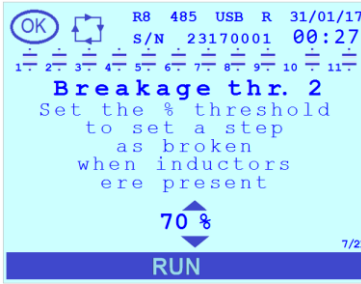 OK R8 485 USB R 31/01/17
S/N 23170001 00:27
1 2 3 4 5 6 7 8 9 10 11
Breakage thr. 2
Set the % threshold
to set a step
as broken
when inductors
ere present
70 %
7/2
RUN